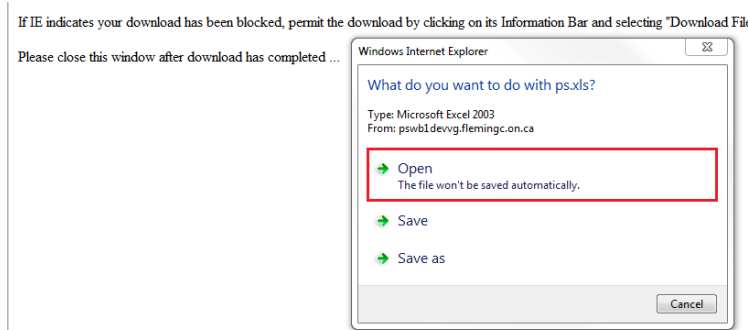 If IE indicates your download has been blocked, permit the download by clicking on its Information Bar and selecting "Download File
Please close this window after download has completed ...
Windows Internet Explorer
What do you want to do with ps.xls?
Type: Microsoft Excel 2003
From: pswb1devvg.flemingc.on.ca
Open
The file won't be saved automatically.
Save
Save as
Cancel